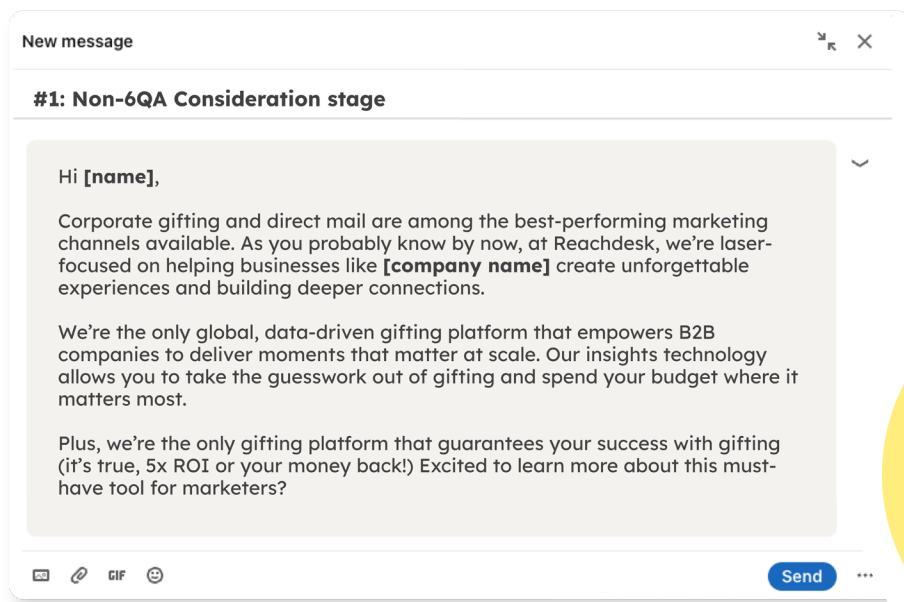 New message
#1: Non-6QA Consideration stage
Hi [name],
Corporate gifting and direct mail are among the best-performing marketing
channels available. As you probably know by now, at Reachdesk, we’re laser-
focused on helping businesses like [company name] create unforgettable
experiences and building deeper connections.
We’re the only global, data-driven gifting platform that empowers B2B
companies to deliver moments that matter at scale. Our insights technology
allows you to take the guesswork out of gifting and spend your budget where it
matters most.
Plus, we’re the only gifting platform that guarantees your success with gifting
(it’s true, 5x ROI or your money back!) Excited to learn more about this must-
have tool for marketers?
GIF
Send